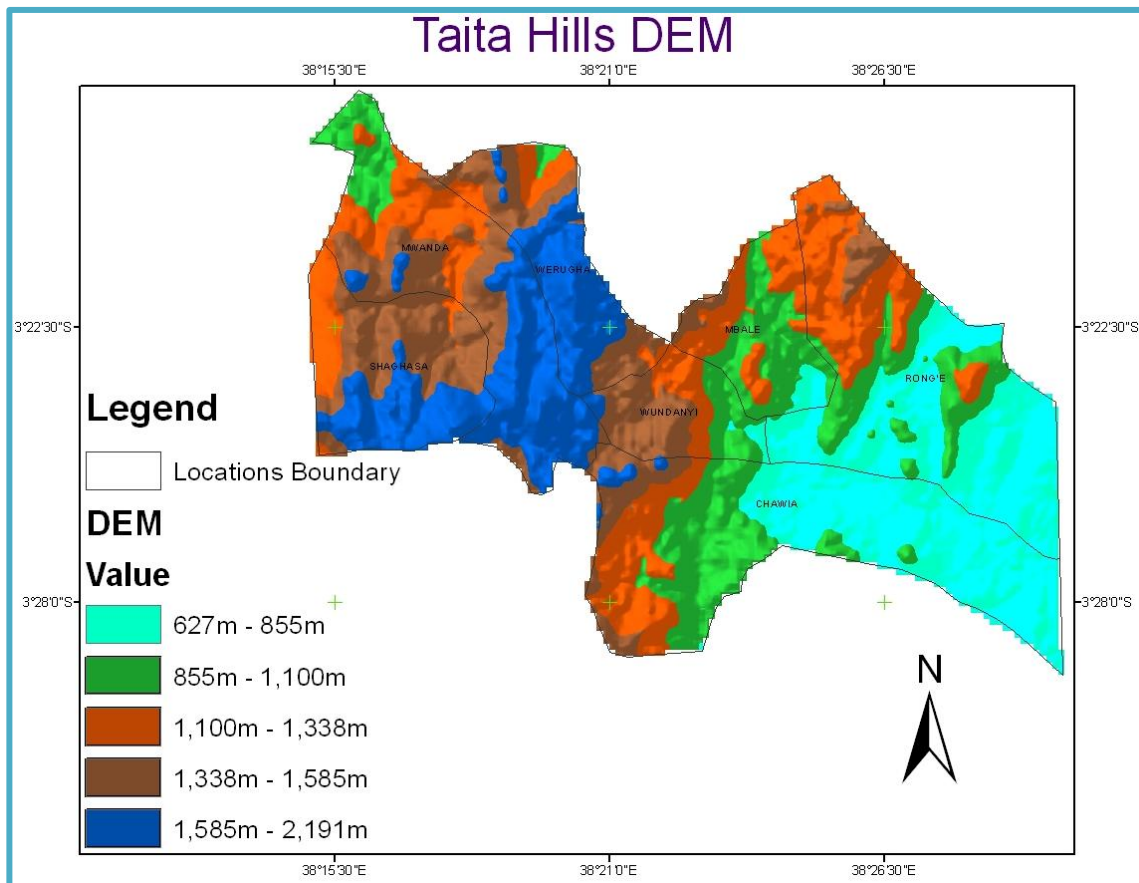 Taita Hills DEM
38°15'30"E
38°21'0"E
38°26'30"E
MWANDA
WERUGHA
3°22'30"S
3°22'30"S
MBALE
SHAGHASA
RONG'E
WUNDANYI
CHAWIA
Legend
Locations Boundary
DEM
Value
3°28'0"S
3°28'0"S
627m - 855m
855m - 1,100m
1,100m - 1,338m
1,338m - 1,585m
1,585m - 2,191m
N
38°15'30"E
38°21'0"E
38°26'30"E